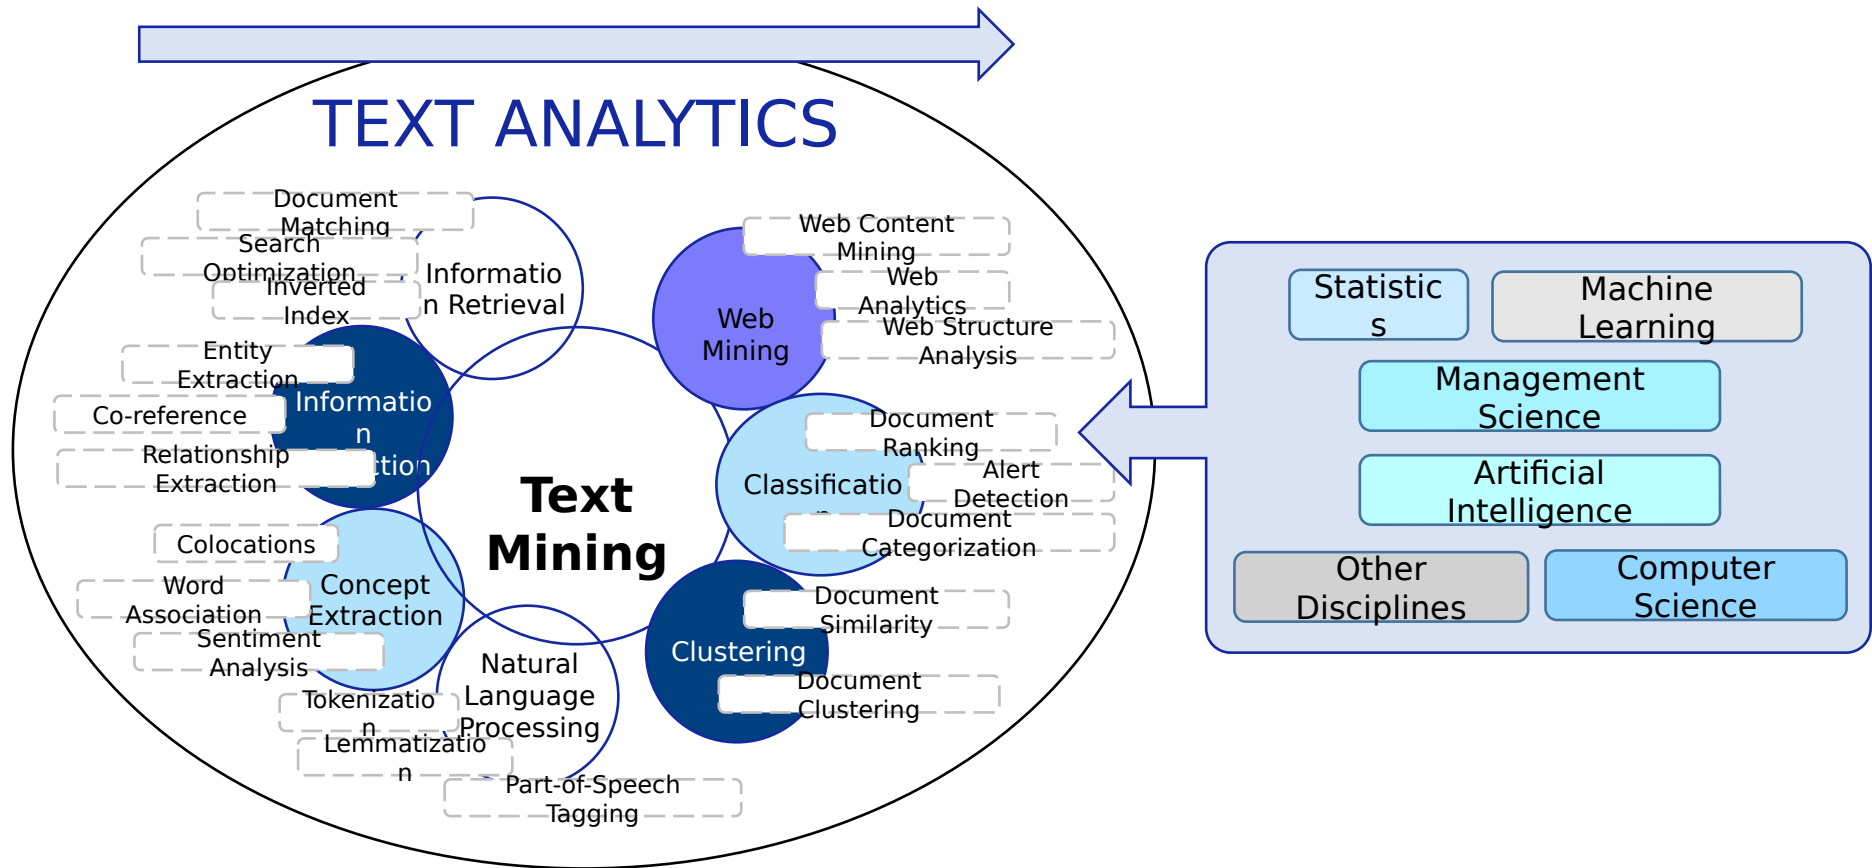 TEXT ANALYTICS
Document
Matching
Search
Optimization
Inverted
Index
Informatio
n Retrieval
Entity
Extraction
Co-reference
Relationship
Extraction
Informatio
n
ction
Colocations
Word
Association
Sentiment
Analysis
Concept
Extraction
Tokenizatio
n
Lemmatizatio
n
Part-of-Speech
Tagging
Natural
Language
Processing
Text
Mining
Web
Mining
Web Content
Mining
Web
Analytics
Web Structure
Analysis
Classificatio
n
Document
Ranking
Alert
Detection
Document
Categorization
Clustering
Document
Similarity
Document
Clustering
Statistic
s
Machine
Learning
Management
Science
Artificial
Intelligence
Other
Disciplines
Computer
Science